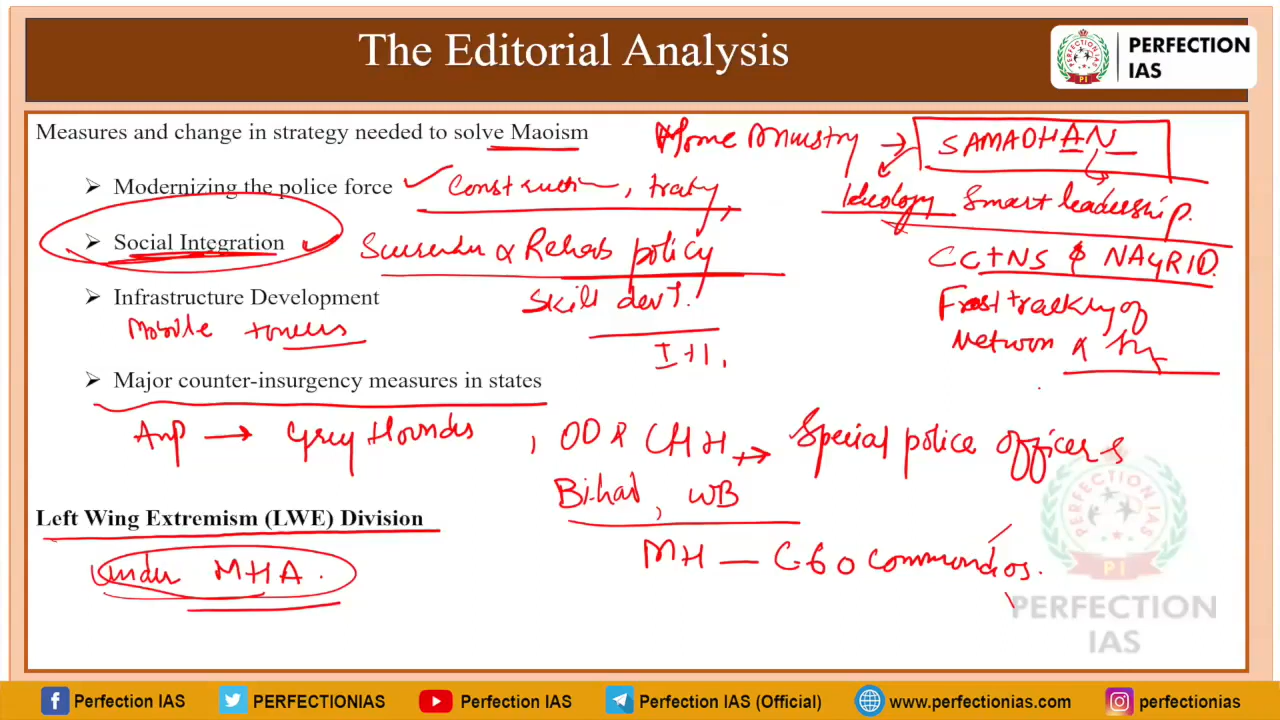 The Editorial Analysis
PERFECTION
IAS
Measures and change in strategy needed to solve Maoism
Home Ministry → SAMADHAN
➢ Modernizing the police force ✓ Construction,
Ideology Smart leadership.
➢ Social Integration
Surrender & Rehab policy
CCTNS & NATGRID
➢ Infrastructure Development
Skill devt.
Fast tracking of
Mobile towers
Network &
ITI,
➢ Major counter-insurgency measures in states
AnP → Grey Hounds, OD & CHH → Special police officers
Bihar, WB
Left Wing Extremism (LWE) Division
under MHA.
MH — C60 commandos.
PERFECTION
IAS
Perfection IAS
PERFECTIONIAS
Perfection IAS
Perfection IAS (Official)
www.perfectionias.com
perfectionias